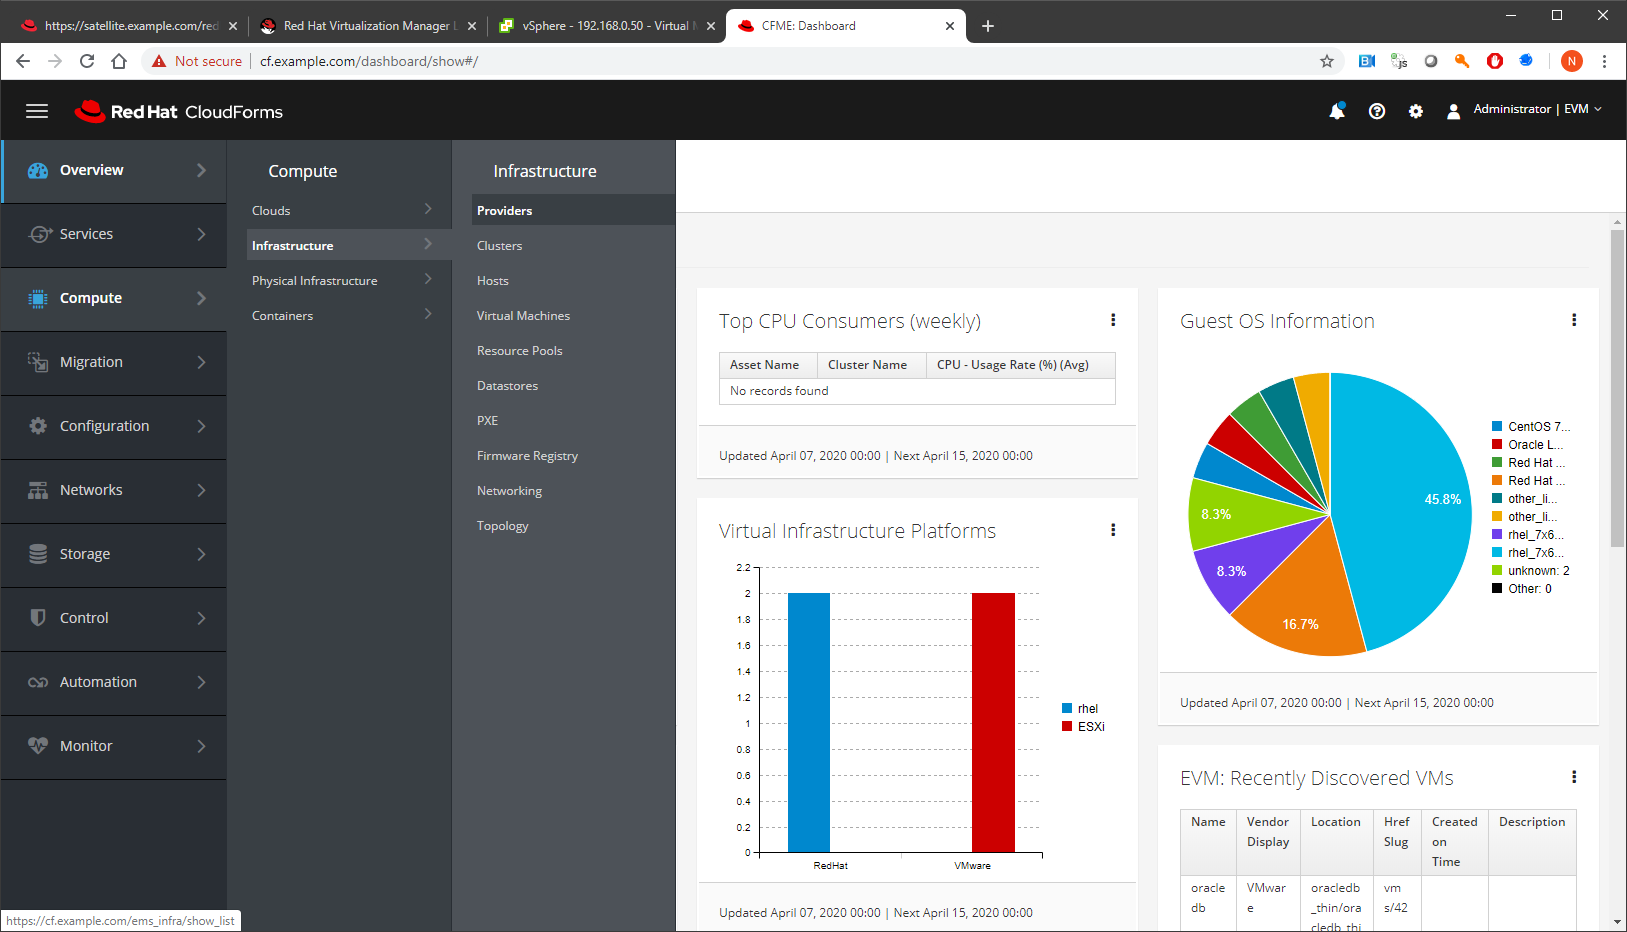 https://satellite.example.com/red
Red Hat Virtualization Manager L
vSphere - 192.168.0.50 - Virtual M
CFME: Dashboard
Not secure | cf.example.com/dashboard/show#/
N
Red Hat CloudForms
Administrator | EVM
Overview
Services
Compute
Migration
Configuration
Networks
Storage
Control
Automation
Monitor
Compute
Clouds
Infrastructure
Physical Infrastructure
Containers
Infrastructure
Providers
Clusters
Hosts
Virtual Machines
Resource Pools
Datastores
PXE
Firmware Registry
Networking
Topology
Top CPU Consumers (weekly)
Asset Name Cluster Name CPU - Usage Rate (%) (Avg)
No records found
Updated April 07, 2020 00:00 | Next April 15, 2020 00:00
Virtual Infrastructure Platforms
2.2
2
1.8
1.6
1.4
1.2
1
0.8
0.6
0.4
0.2
0
RedHat VMware
rhel
ESXi
Updated April 07, 2020 00:00 | Next April 15, 2020 00:00
Guest OS Information
45.8%
8.3%
8.3%
16.7%
CentOS 7...
Oracle L...
Red Hat ...
Red Hat ...
other_li...
other_li...
rhel_7x6...
rhel_7x6...
unknown: 2
Other: 0
Updated April 07, 2020 00:00 | Next April 15, 2020 00:00
EVM: Recently Discovered VMs
Name Vendor Display Location Href Slug Created on Time Description
oracle VMwar oracledb vm
db e _thin/ora s/42
cledb_thi
https://cf.example.com/ems_infra/show_list